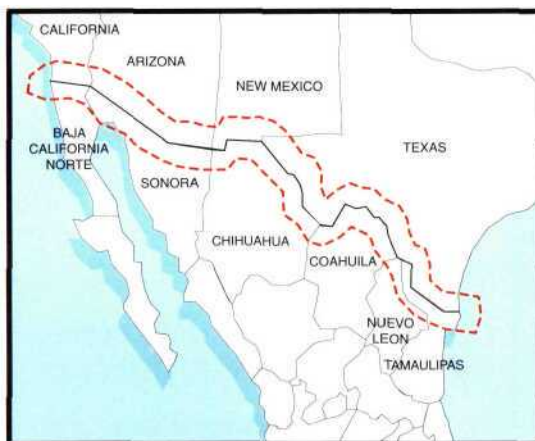 CALIFORNIA
ARIZONA
NEW MEXICO
TEXAS
BAJA
CALIFORNIA
NORTE
SONORA
CHIHUAHUA
COAHUILA
NUEVO
LEON
TAMAULIPAS